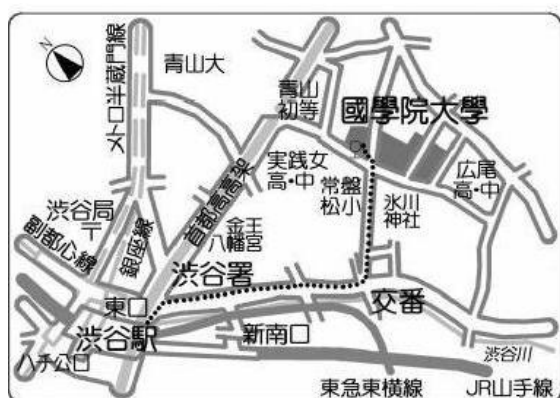 N
メトロ半蔵門線
青山大
青山
初等
國學院大學
実践女
高・中
常盤
松小
広尾
高・中
氷川
神社
首都高高架
金王
八幡宮
渋谷局
〒
副都心線
銀座線
渋谷署
東口
交番
渋谷駅
新南口
ハチ公口
渋谷川
東急東横線
JR山手線